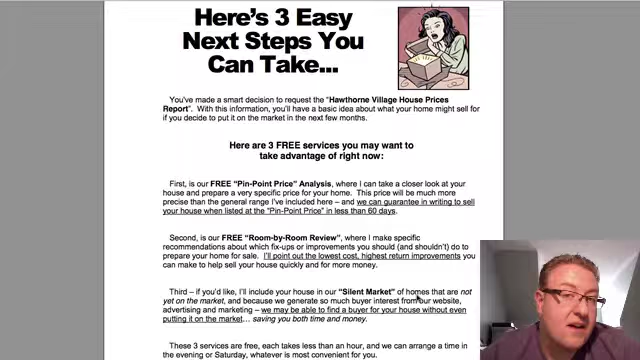 Here's 3 Easy
Next Steps You
Can Take...
You've made a smart decision to request the "Hawthorne Village House Prices
Report". With this information, you'll have a basic idea about what your home might sell for
if you decide to put it on the market in the next few months.
Here are 3 FREE services you may want to
take advantage of right now:
First, is our FREE "Pin-Point Price" Analysis, where I can take a closer look at your
house and prepare a very specific price for your home. This price will be much more
precise than the general range I've included here – and we can guarantee in writing to sell
your house when listed at the "Pin-Point Price" in less than 60 days.
Second, is our FREE "Room-by-Room Review", where I make specific
recommendations about which fix-ups or improvements you should (and shouldn't) do to
prepare your home for sale. I'll point out the lowest cost, highest return improvements you
can make to help sell your house quickly and for more money.
Third – if you'd like, I'll include your house in our "Silent Market" of homes that are not
yet on the market, and because we generate so much buyer interest from our website,
advertising and marketing – we may be able to find a buyer for your house without even
putting it on the market... saving you both time and money.
These 3 services are free, each takes less than an hour, and we can arrange a time in
the evening or Saturday, whatever is most convenient for you.